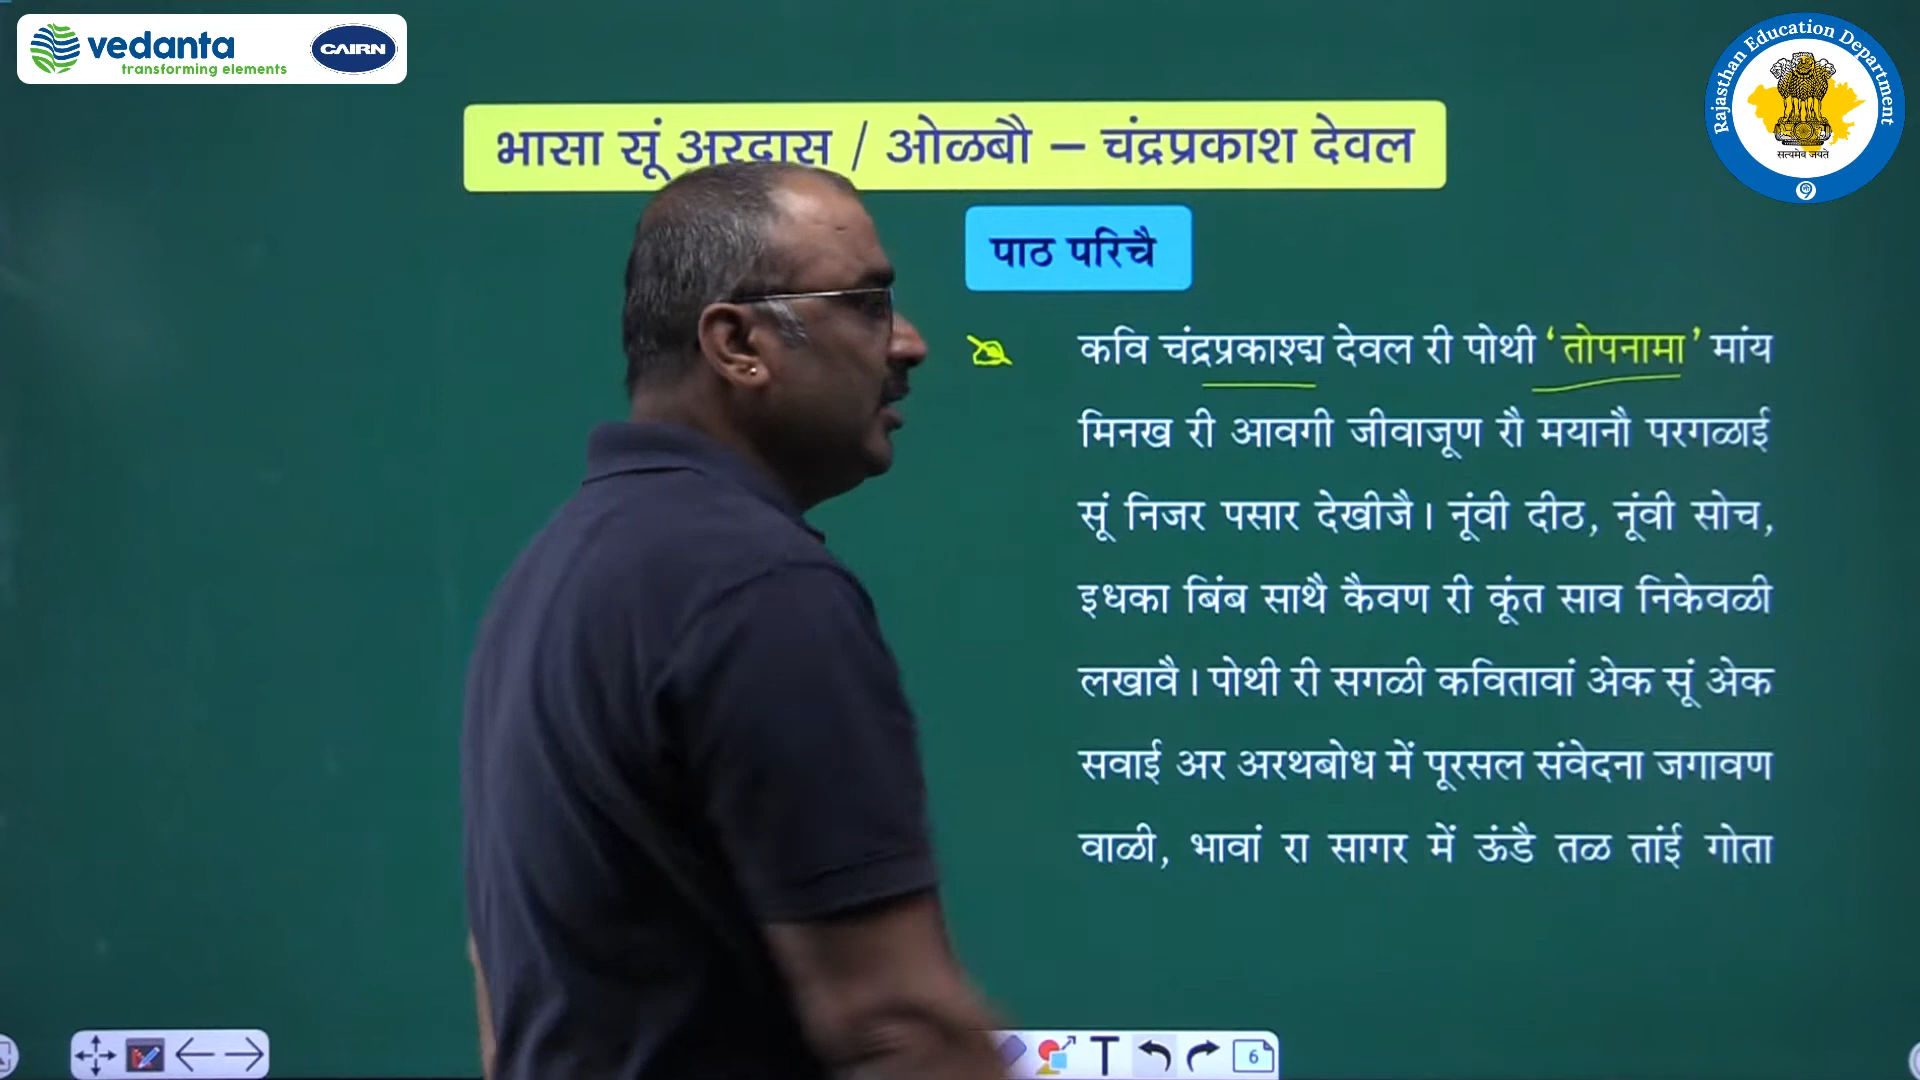 vedanta
transforming elements
CAIRN
Rajasthan Education Department
सत्यमेव जयते
भासा सूं अरदास / ओळबौ – चंद्रप्रकाश देवल
पाठ परिचै
कवि चंद्रप्रकाश्द्म देवल री पोथी ‘तोपनामा’ मांय
मिनख री आवगी जीवाजूण रौ मयानौ परगळाई
सूं निजर पसार देखीजै। नूंवी दीठ, नूंवी सोच,
इधका बिंब साथै कैवण री कूंत साव निकेवळी
लखावै। पोथी री सगळी कवितावां अेक सूं अेक
सवाई अर अरथबोध में पूरसल संवेदना जगावण
वाळी, भावां रा सागर में ऊंडै तळ तांई गोता
T
6